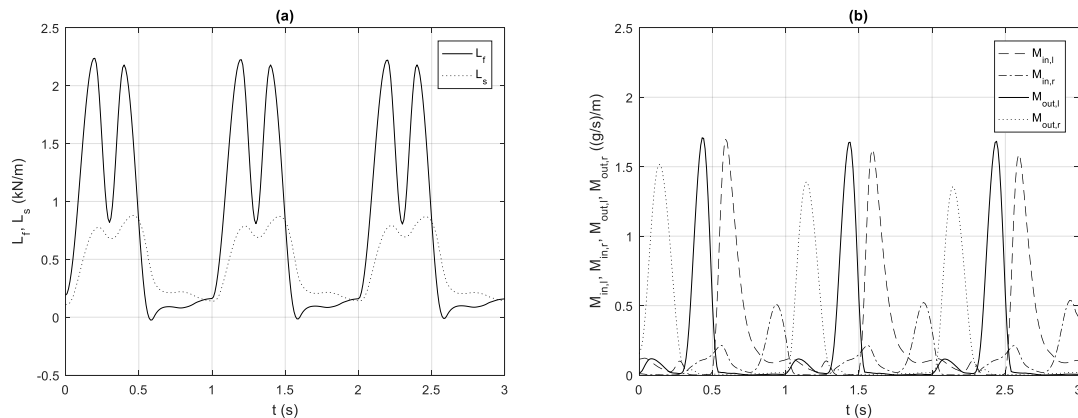 (a)
L_f, L_s (kN/m)
2.5
2
1.5
1
0.5
0
-0.5
L_f
L_s
0 0.5 1 1.5 2 2.5 3
t (s)
(b)
M_in,l, M_in,r, M_out,l, M_out,r ((g/s)/m)
2.5
2
1.5
1
0.5
0
M_in,l
M_in,r
M_out,l
M_out,r
0 0.5 1 1.5 2 2.5 3
t (s)